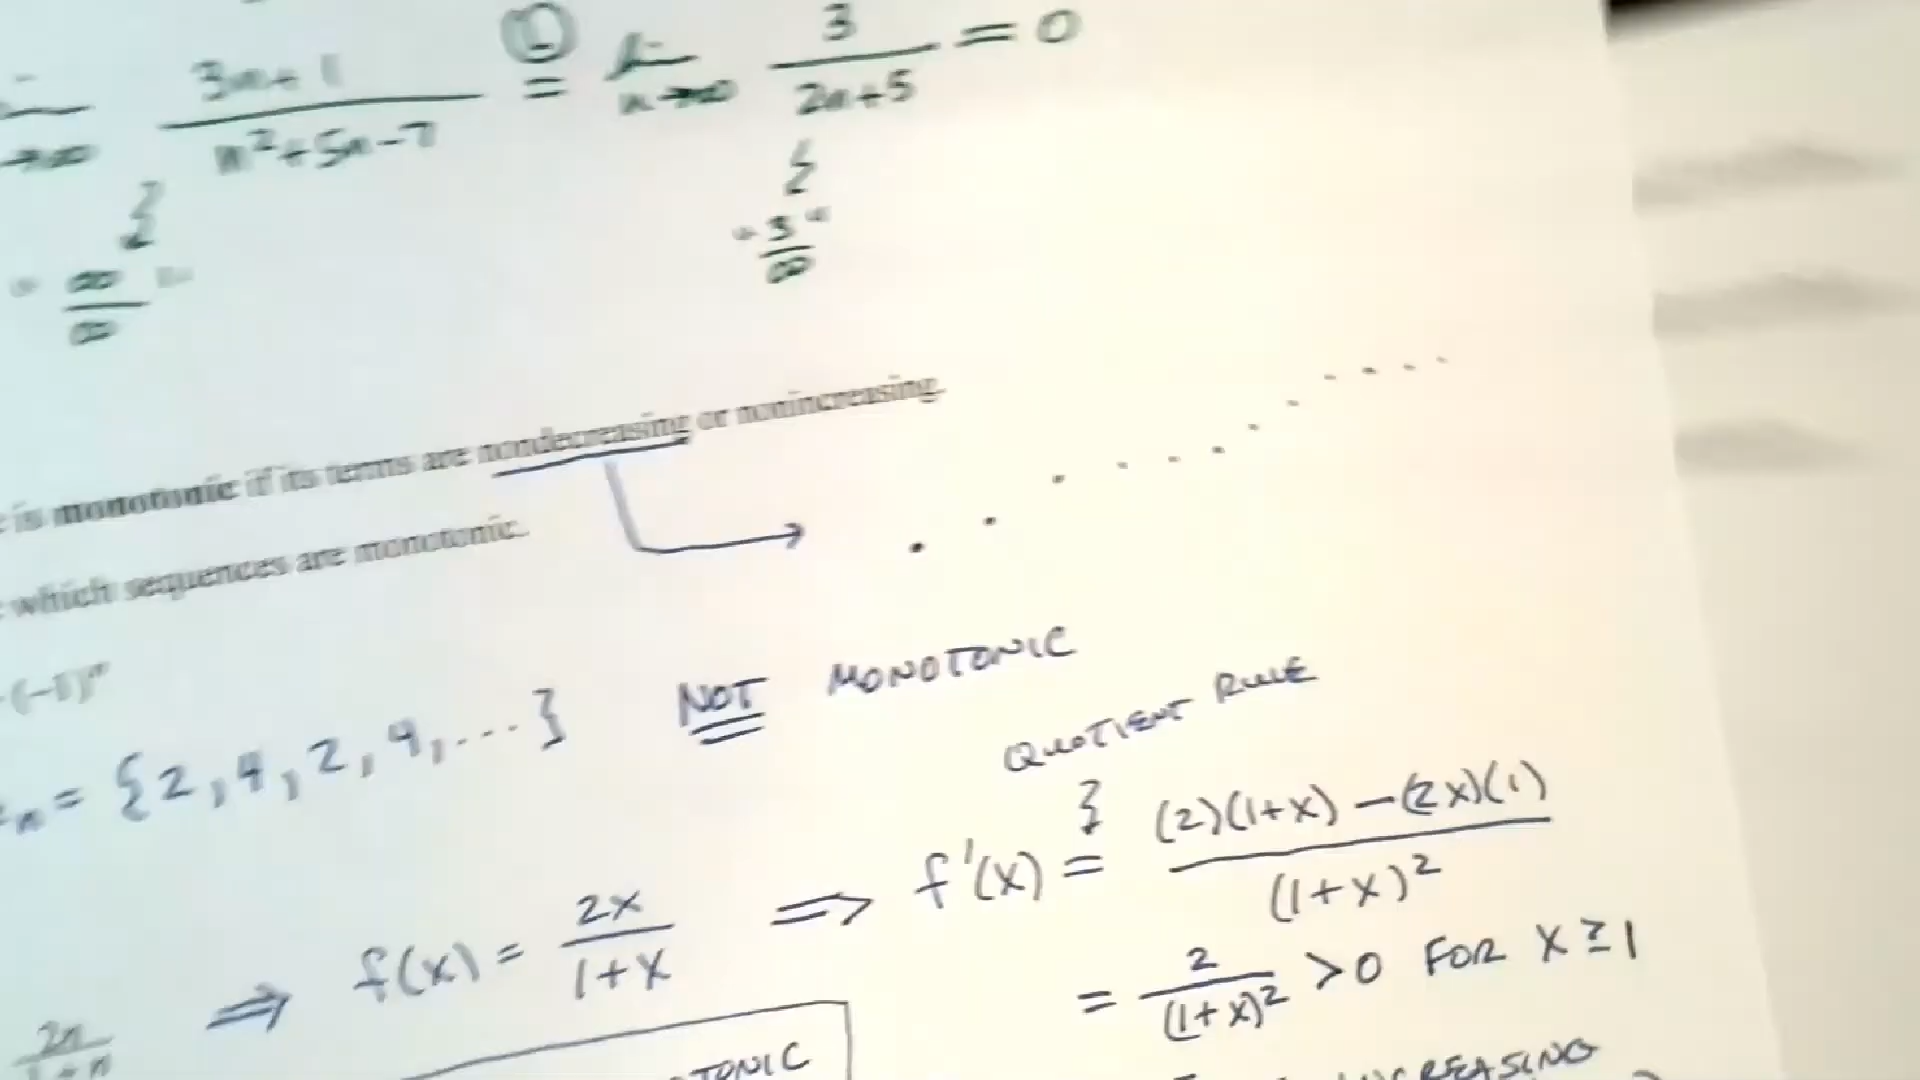 3n+1 / n²+5n-7 = Ⓛ lim n→∞ 3 / 2n+5 = 0
"∞/∞" "3/∞"
is monotonic if its terms are nondecreasing or nonincreasing.
which sequences are monotonic.
(-1)ⁿ
n = {2, 4, 2, 4, ...} NOT MONOTONIC
QUOTIENT RULE
2n / 1+n ⇒ f(x) = 2x / 1+x ⇒ f'(x) = (2)(1+x) - (2x)(1) / (1+x)²
= 2 / (1+x)² > 0 FOR x ≥ 1